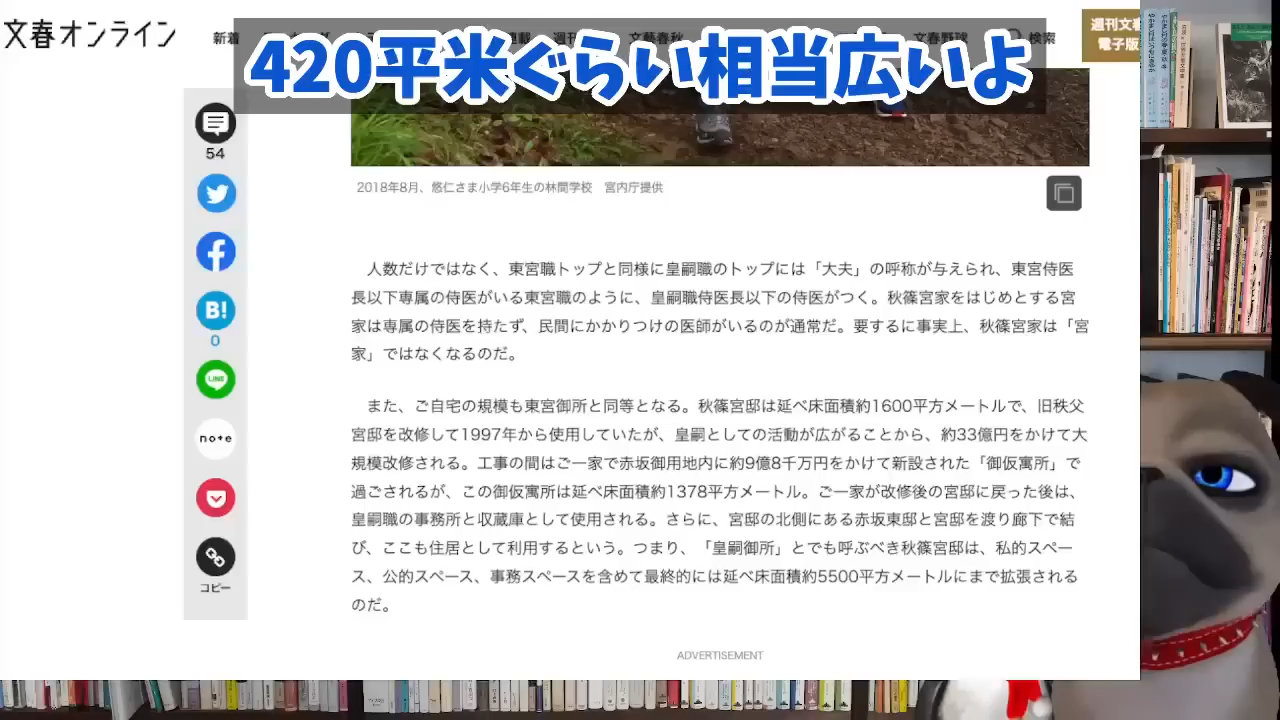 文春オンライン
新着
文藝春秋
文春野球
検索
週刊文春
電子版
420平米ぐらい相当広いよ
54
2018年8月、悠仁さま小学6年生の林間学校　宮内庁提供
人数だけではなく、東宮職トップと同様に皇嗣職のトップには「大夫」の呼称が与えられ、東宮侍医
長以下専属の侍医がいる東宮職のように、皇嗣職侍医長以下の侍医がつく。秋篠宮家をはじめとする宮
家は専属の侍医を持たず、民間にかかりつけの医師がいるのが通常だ。要するに事実上、秋篠宮家は「宮
家」ではなくなるのだ。
また、ご自宅の規模も東宮御所と同等となる。秋篠宮邸は延べ床面積約1600平方メートルで、旧秩父
宮邸を改修して1997年から使用していたが、皇嗣としての活動が広がることから、約33億円をかけて大
規模改修される。工事の間はご一家で赤坂御用地内に約9億8千万円をかけて新設された「御仮寓所」で
過ごされるが、この御仮寓所は延べ床面積約1378平方メートル。ご一家が改修後の宮邸に戻った後は、
皇嗣職の事務所と収蔵庫として使用される。さらに、宮邸の北側にある赤坂東邸と宮邸を渡り廊下で結
び、ここも住居として利用するという。つまり、「皇嗣御所」とでも呼ぶべき秋篠宮邸は、私的スペー
ス、公的スペース、事務スペースを含めて最終的には延べ床面積約5500平方メートルにまで拡張される
のだ。
B!
0
LINE
note
コピー
ADVERTISEMENT